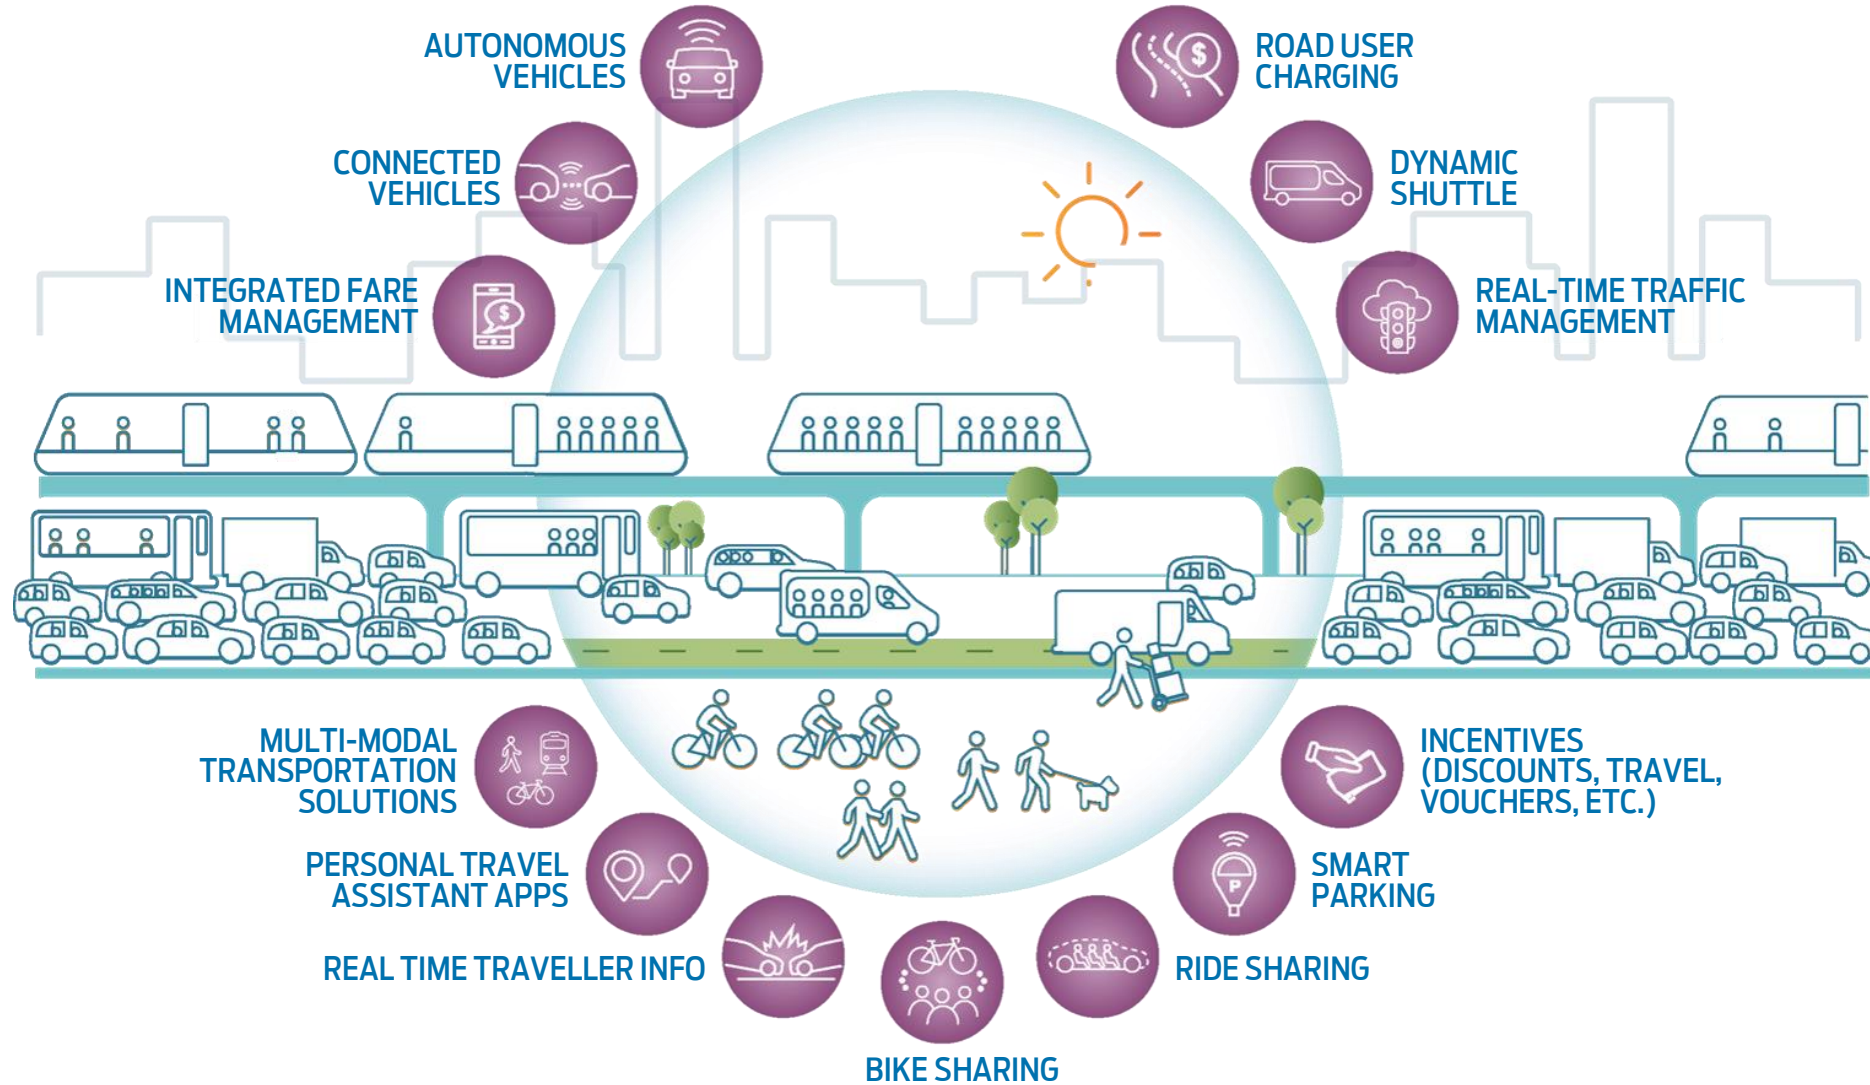 AUTONOMOUS
VEHICLES
ROAD USER
CHARGING
CONNECTED
VEHICLES
DYNAMIC
SHUTTLE
INTEGRATED FARE
MANAGEMENT
$
$
REAL-TIME TRAFFIC
MANAGEMENT
MULTI-MODAL
TRANSPORTATION
SOLUTIONS
INCENTIVES
(DISCOUNTS, TRAVEL,
VOUCHERS, ETC.)
PERSONAL TRAVEL
ASSISTANT APPS
P
SMART
PARKING
REAL TIME TRAVELLER INFO
RIDE SHARING
BIKE SHARING